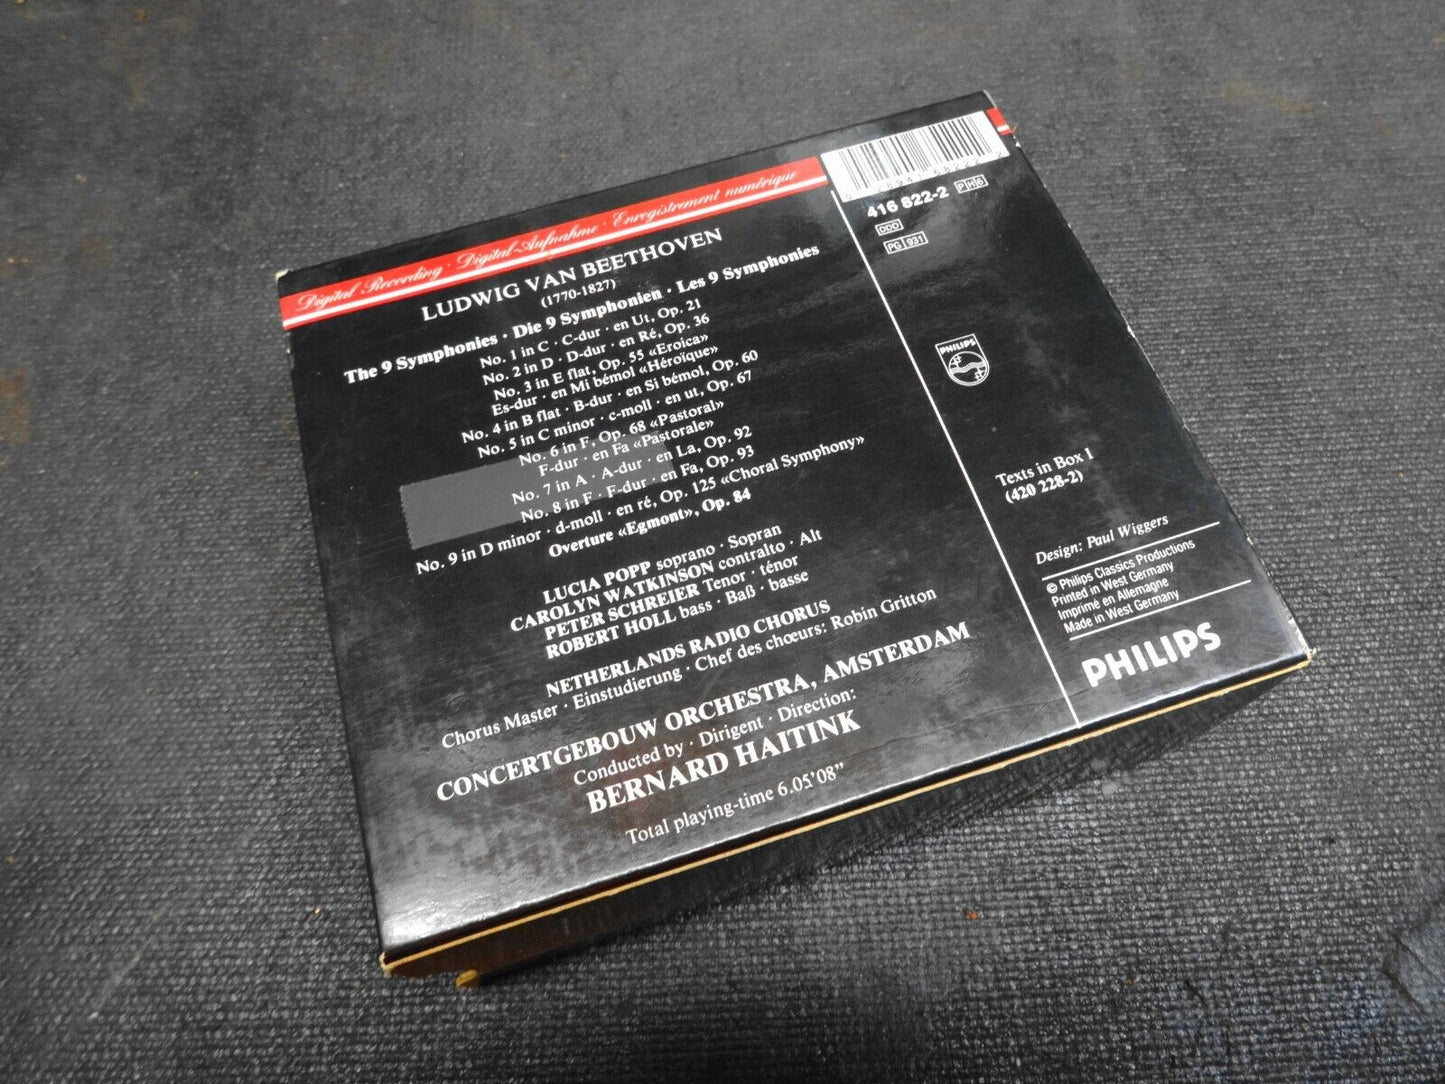 Digital Recording · Digital-Aufnahme · Enregistrement numérique
LUDWIG VAN BEETHOVEN
(1770-1827)
The 9 Symphonies · Die 9 Symphonien · Les 9 Symphonies
No. 1 in C · C-dur · en Ut, Op. 21
No. 2 in D · D-dur · en Ré, Op. 36
No. 3 in E flat, Op. 55 «Eroica»
Es-dur · en Mi bémol «Héroïque»
No. 4 in B flat · B-dur · en Si bémol, Op. 60
No. 5 in C minor · c-moll · en ut, Op. 67
No. 6 in F, Op. 68 «Pastoral»
F-dur · en Fa «Pastorale»
No. 7 in A · A-dur · en La, Op. 92
No. 8 in F · F-dur · en Fa, Op. 93
No. 9 in D minor · d-moll · en ré, Op. 125 «Choral Symphony»
Overture «Egmont», Op. 84
LUCIA POPP soprano · Sopran
CAROLYN WATKINSON contralto · Alt
PETER SCHREIER Tenor · ténor
ROBERT HOLL bass · Baß · basse
NETHERLANDS RADIO CHORUS
Chorus Master · Einstudierung · Chef des chœurs: Robin Gritton
CONCERTGEBOUW ORCHESTRA, AMSTERDAM
Conducted by · Dirigent · Direction:
BERNARD HAITINK
Total playing-time 6.05'08"
416 822-2 PH6
DDD
PG 931
PHILIPS
Texts in Box I
(420 228-2)
Design: Paul Wiggers
© Philips Classics Productions
Printed in West Germany
Imprimé en Allemagne
Made in West Germany
PHILIPS